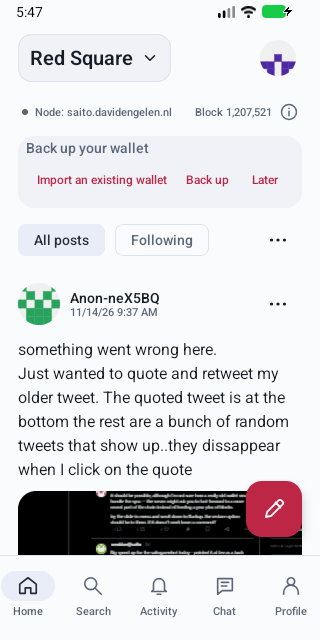 5:47
Red Square
Node: saito.davidengelen.nl
Block 1,207,521
Back up your wallet
Import an existing wallet
Back up
Later
All posts
Following
Anon-neX5BQ
11/14/26 9:37 AM
something went wrong here.
Just wanted to quote and retweet my
older tweet. The quoted tweet is at the
bottom the rest are a bunch of random
tweets that show up..they dissappear
when I click on the quote
Home
Search
Activity
Chat
Profile